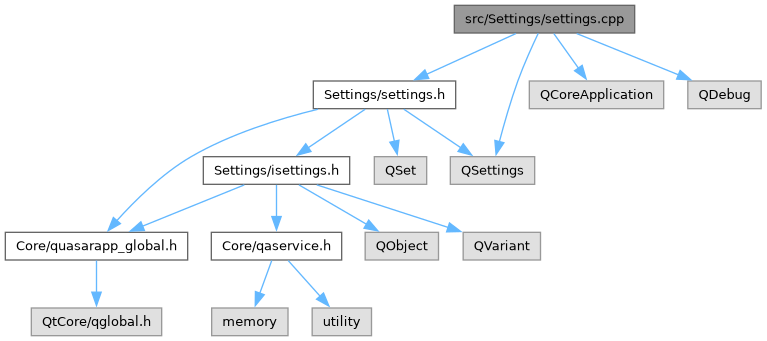 src/Settings/settings.cpp
Settings/settings.h
QCoreApplication
QDebug
Settings/isettings.h
QSet
QSettings
Core/quasarapp_global.h
Core/qaservice.h
QObject
QVariant
QtCore/qglobal.h
memory
utility